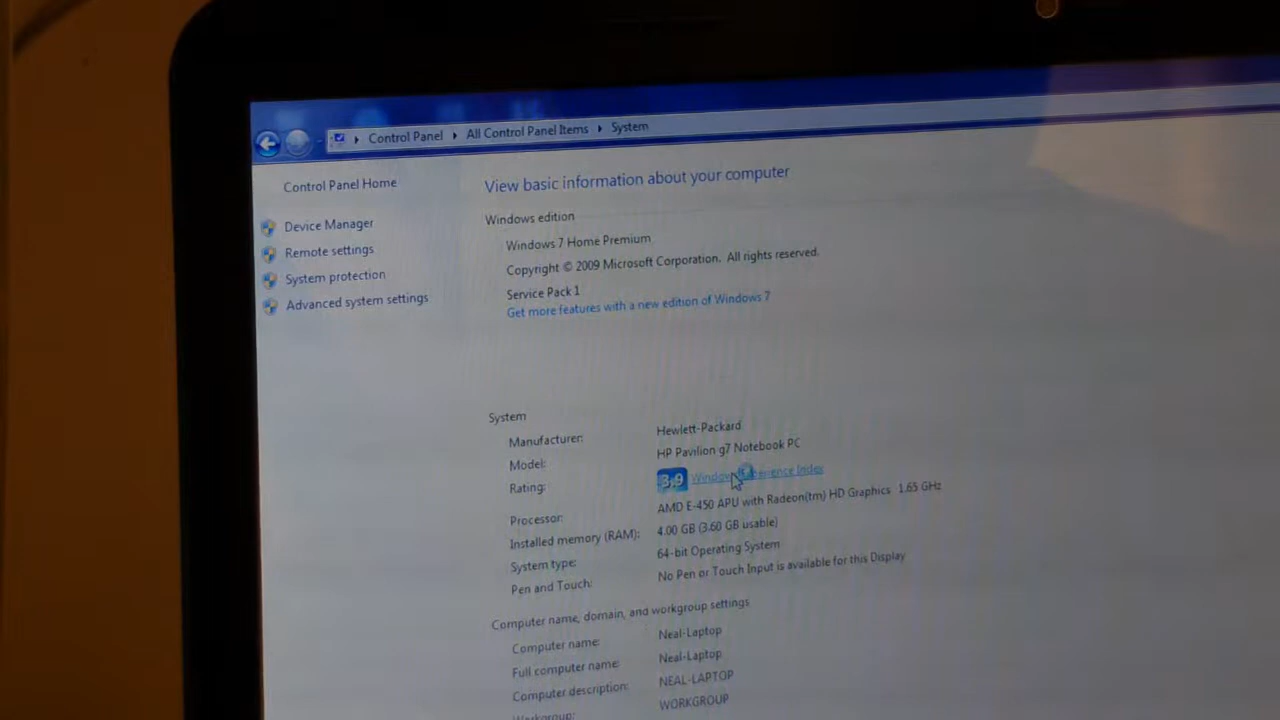 Control Panel ▸ All Control Panel Items ▸ System
Control Panel Home
Device Manager
Remote settings
System protection
Advanced system settings
View basic information about your computer
Windows edition
Windows 7 Home Premium
Copyright © 2009 Microsoft Corporation. All rights reserved.
Service Pack 1
Get more features with a new edition of Windows 7
System
Manufacturer: Hewlett-Packard
Model: HP Pavilion g7 Notebook PC
Rating: 3.9 Index
Processor: AMD E-450 APU with Radeon(tm) HD Graphics 1.65 GHz
Installed memory (RAM): 4.00 GB (3.60 GB usable)
System type: 64-bit Operating System
Pen and Touch: No Pen or Touch Input is available for this Display
Computer name, domain, and workgroup settings
Computer name: Neal-Laptop
Full computer name: Neal-Laptop
Computer description: NEAL-LAPTOP
Workgroup: WORKGROUP